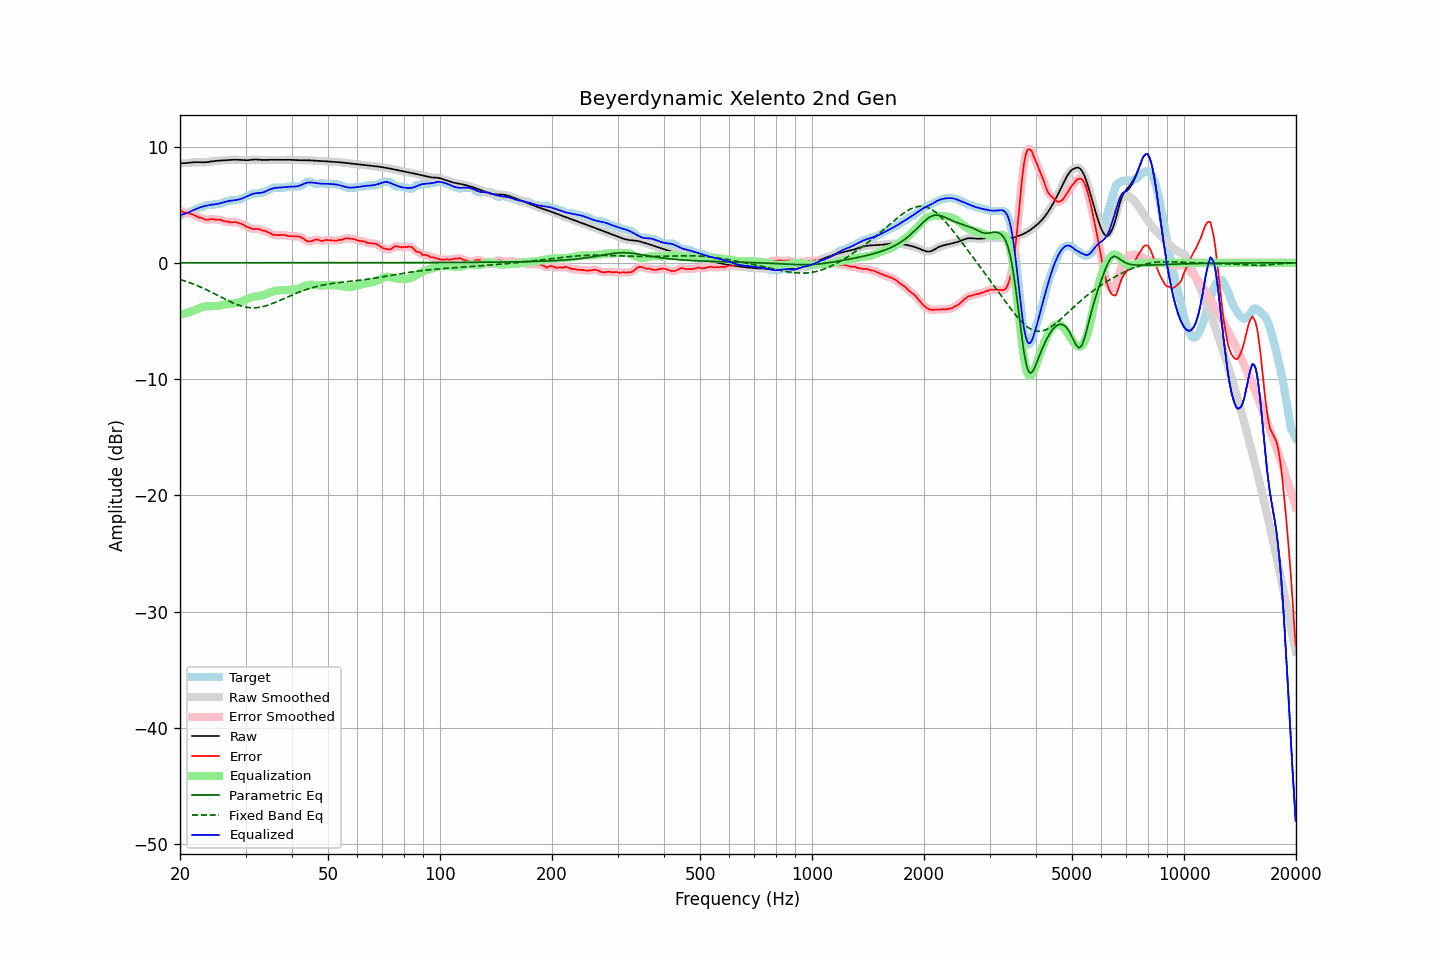 Beyerdynamic Xelento 2nd Gen
10
0
−10
−20
−30
−40
−50
Amplitude (dBr)
Target
Raw Smoothed
Error Smoothed
Raw
Error
Equalization
Parametric Eq
Fixed Band Eq
Equalized
20 50 100 200 500 1000 2000 5000 10000 20000
Frequency (Hz)